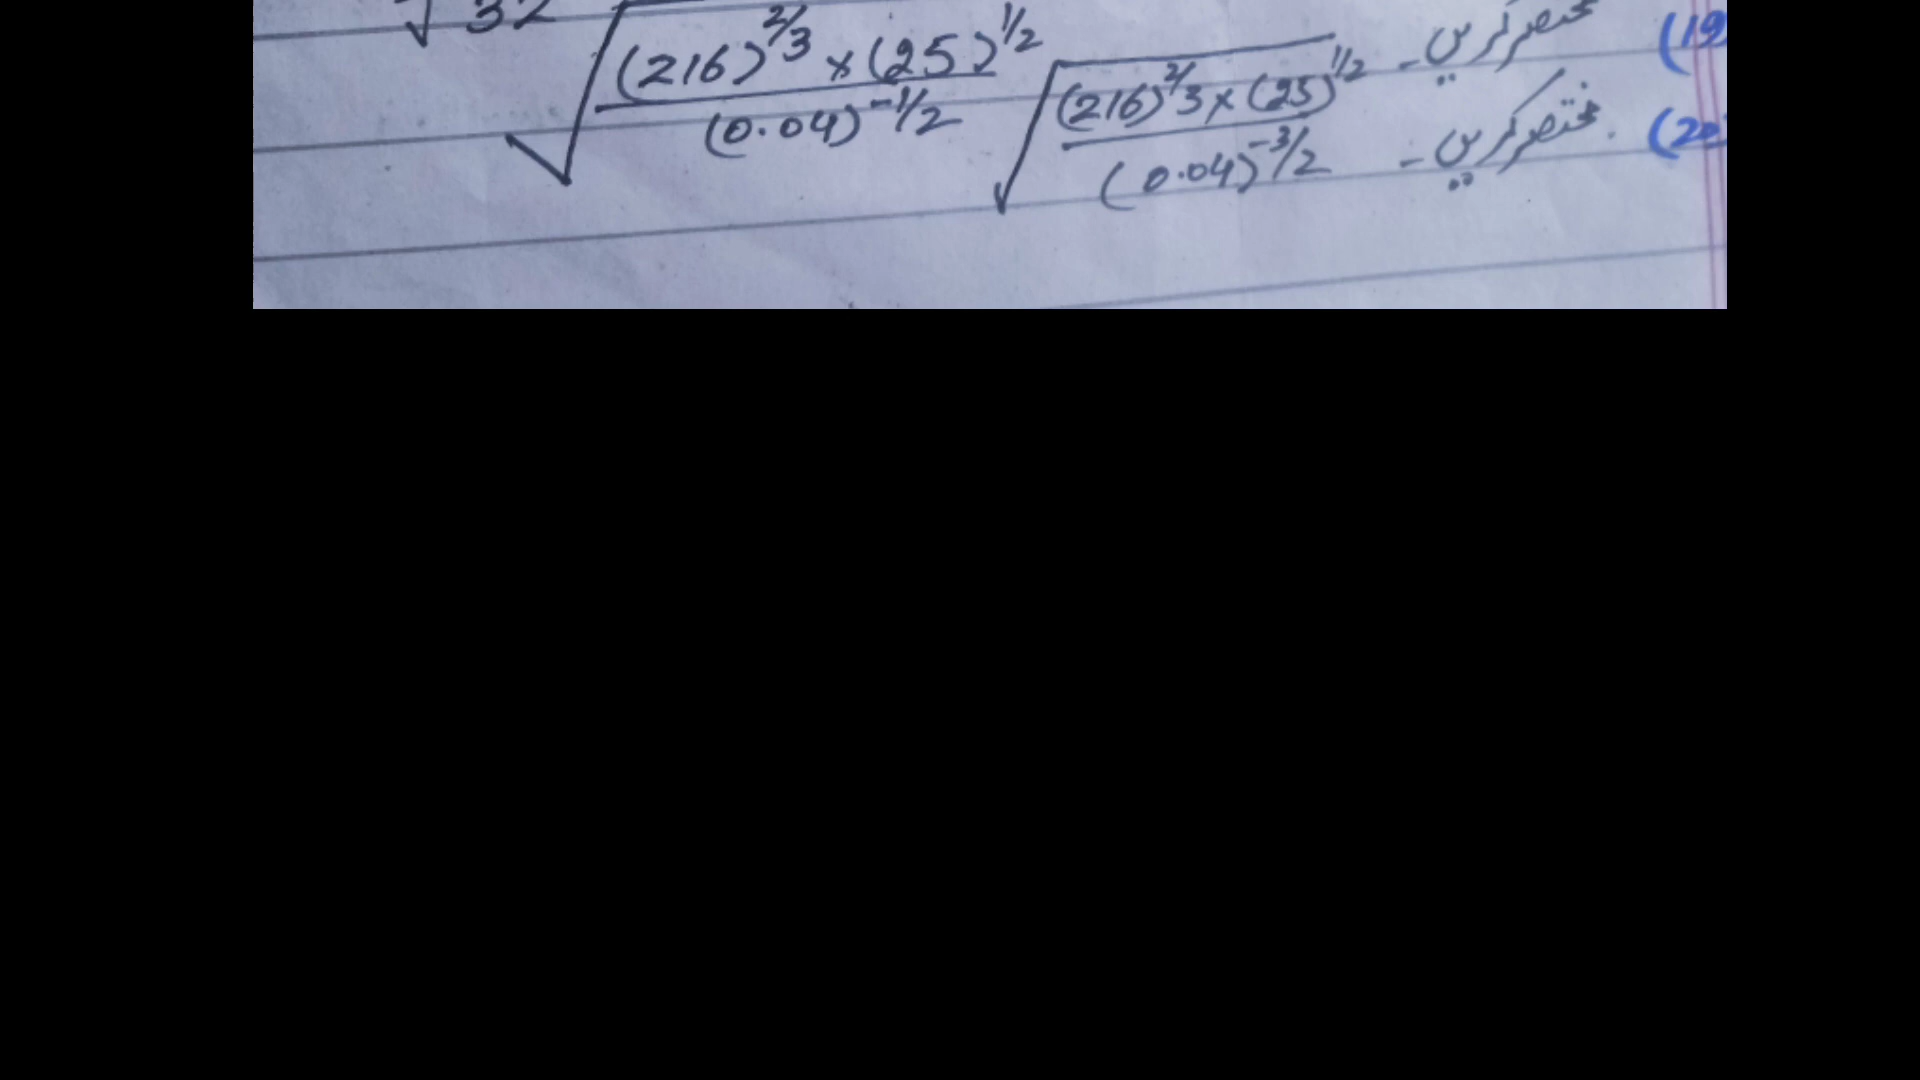 (19 مختصر کریں۔ √32
(20 مختصر کریں۔ √((216)^2/3 × (25)^1/2 / (0.04)^-3/2) √((216)^2/3 × (25)^1/2 / (0.04)^-1/2)